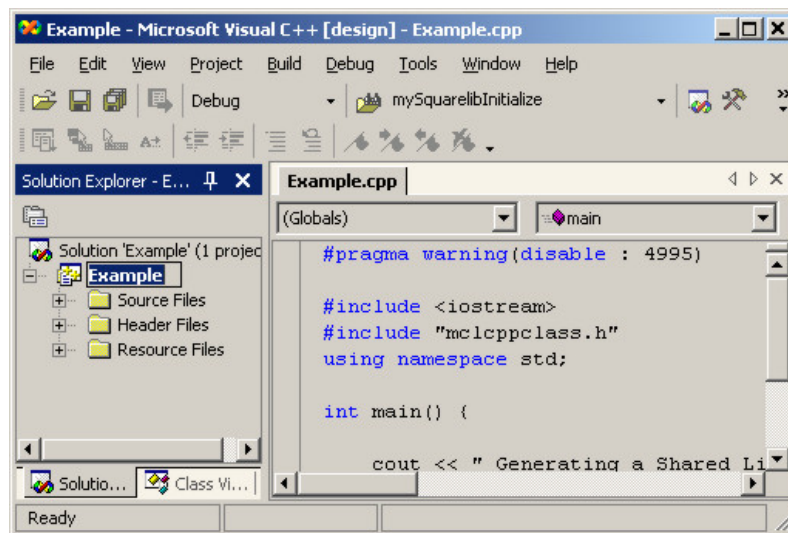 Example - Microsoft Visual C++ [design] - Example.cpp
File Edit View Project Build Debug Tools Window Help
Debug mySquarelibInitialize
Solution Explorer - E...
Solution 'Example' (1 projec
Example
Source Files
Header Files
Resource Files
Solutio... Class Vi...
Example.cpp
(Globals) main
#pragma warning(disable : 4995)
#include <iostream>
#include "mclcppclass.h"
using namespace std;
int main() {
cout << " Generating a Shared Li
Ready